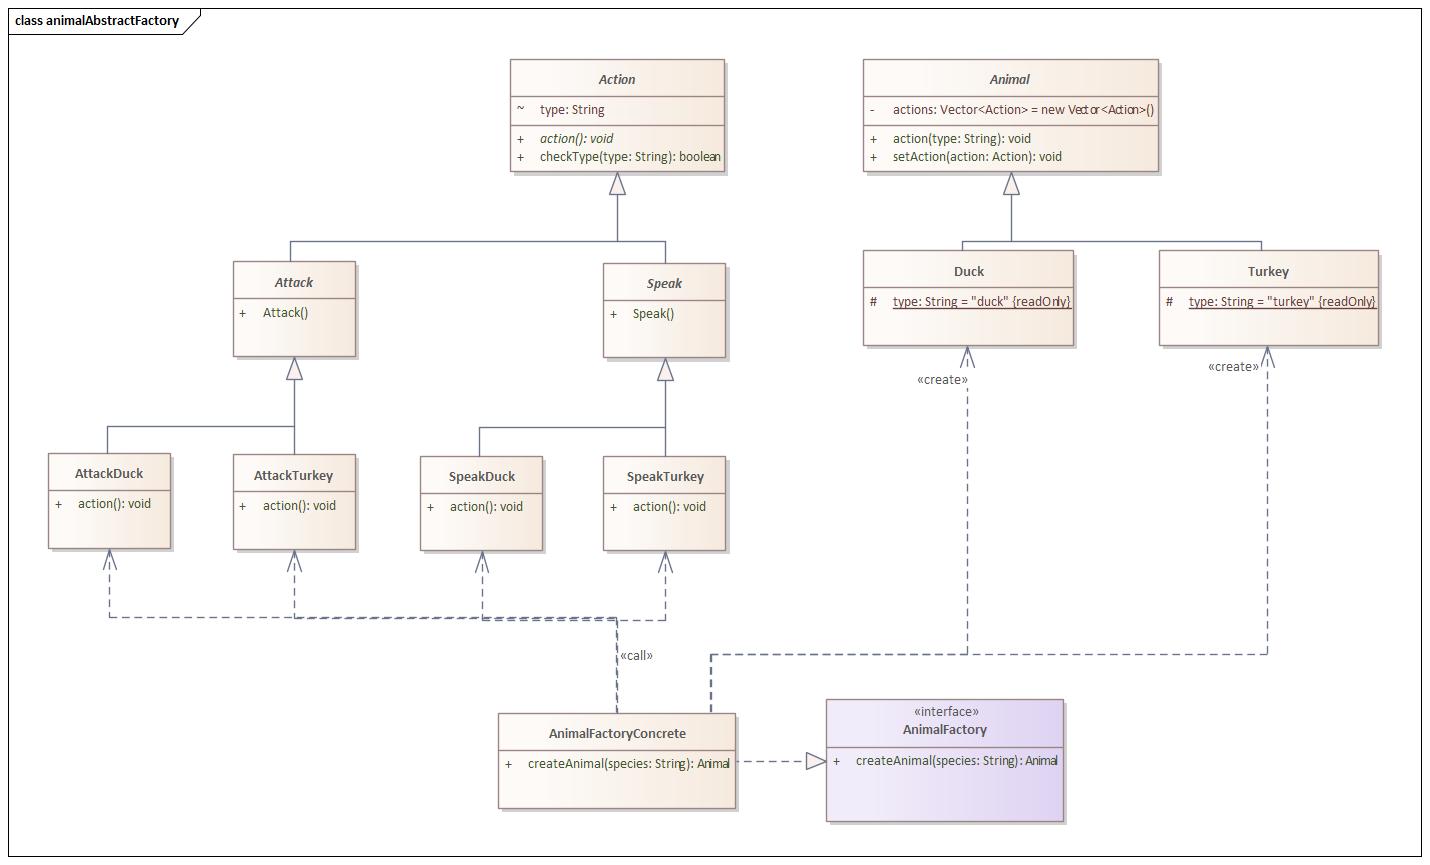 class animalAbstractFactory
Action
~ type: String
+ action(): void
+ checkType(type: String): boolean
Animal
- actions: Vector<Action> = new Vector<Action>()
+ action(type: String): void
+ setAction(action: Action): void
Attack
+ Attack()
Speak
+ Speak()
Duck
# type: String = "duck" {readOnly}
Turkey
# type: String = "turkey" {readOnly}
«create»
«create»
AttackDuck
+ action(): void
AttackTurkey
+ action(): void
SpeakDuck
+ action(): void
SpeakTurkey
+ action(): void
«call»
AnimalFactoryConcrete
+ createAnimal(species: String): Animal
«interface»
AnimalFactory
+ createAnimal(species: String): Animal